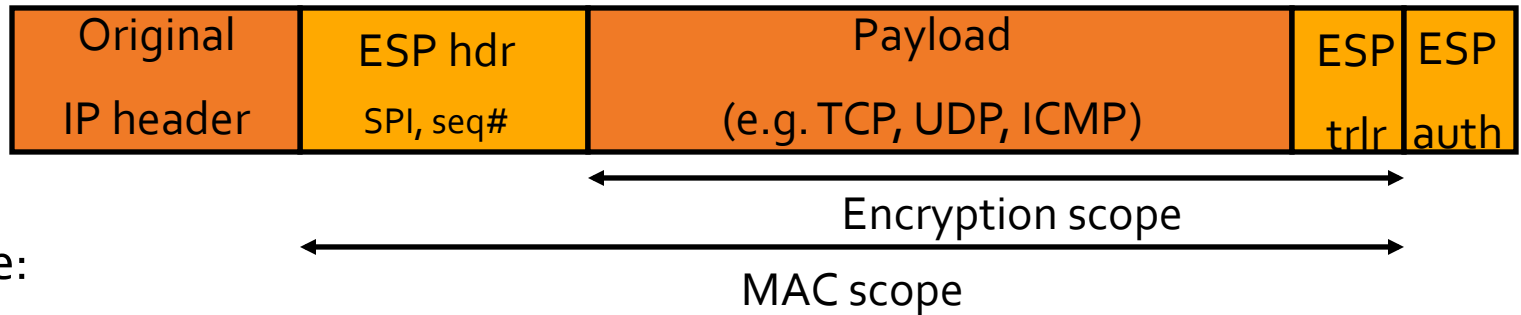 Original
IP header
ESP hdr
SPI, seq#
Payload
(e.g. TCP, UDP, ICMP)
ESP
trlr
ESP
auth
Encryption scope
e:
MAC scope